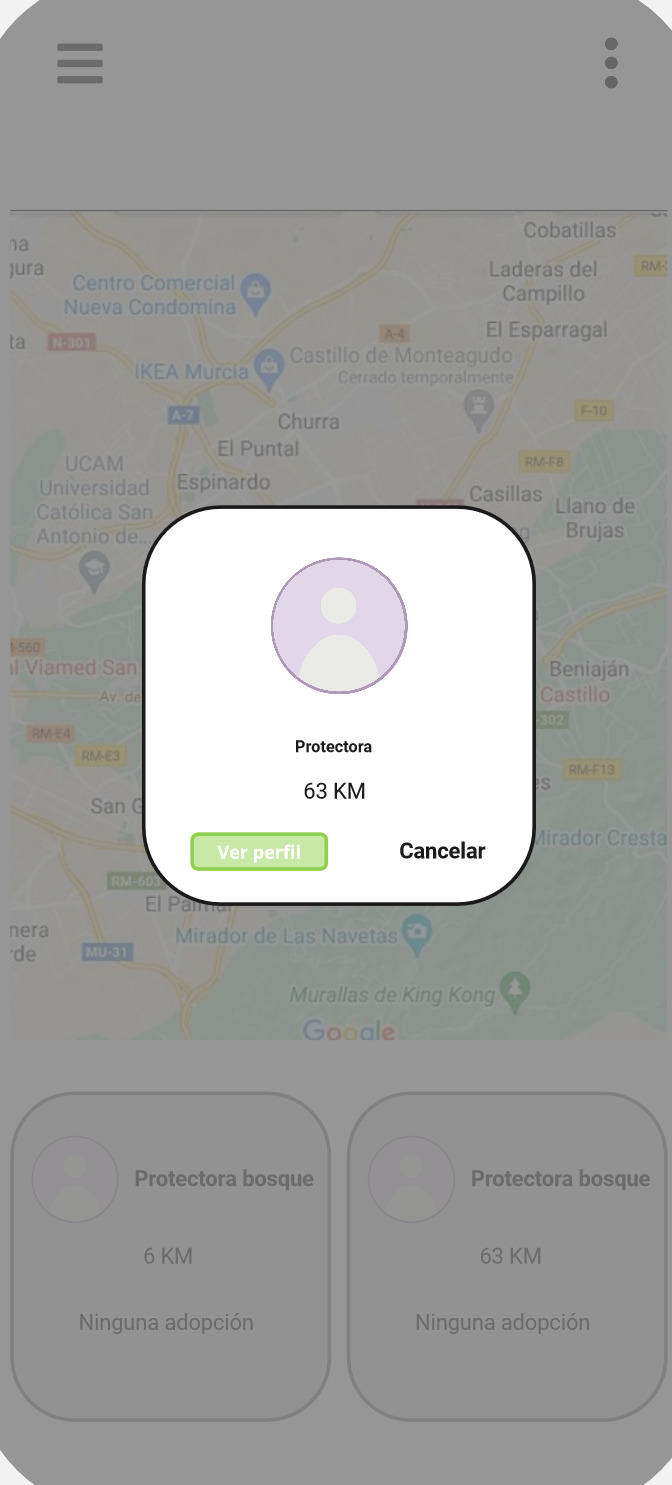 Cobatillas
Laderas del
Campillo
Centro Comercial
Nueva Condomina
El Esparragal
N-301
A-4
Castillo de Monteagudo
Cerrado temporalmente
IKEA Murcia
A-7
F-10
Churra
El Puntal
RM-F8
UCAM
Universidad
Católica San
Antonio de...
Espinardo
Casillas
Llano de
Brujas
Viamed San
Av. de
Beniaján
Castillo
RM-E4
RM-E3
RM-F13
San G
Mirador Cresta
RM-603
El Palmar
Mirador de Las Navetas
MU-31
Murallas de King Kong
Google
Protectora
63 KM
Ver perfil
Cancelar
Protectora bosque
6 KM
Ninguna adopción
Protectora bosque
63 KM
Ninguna adopción